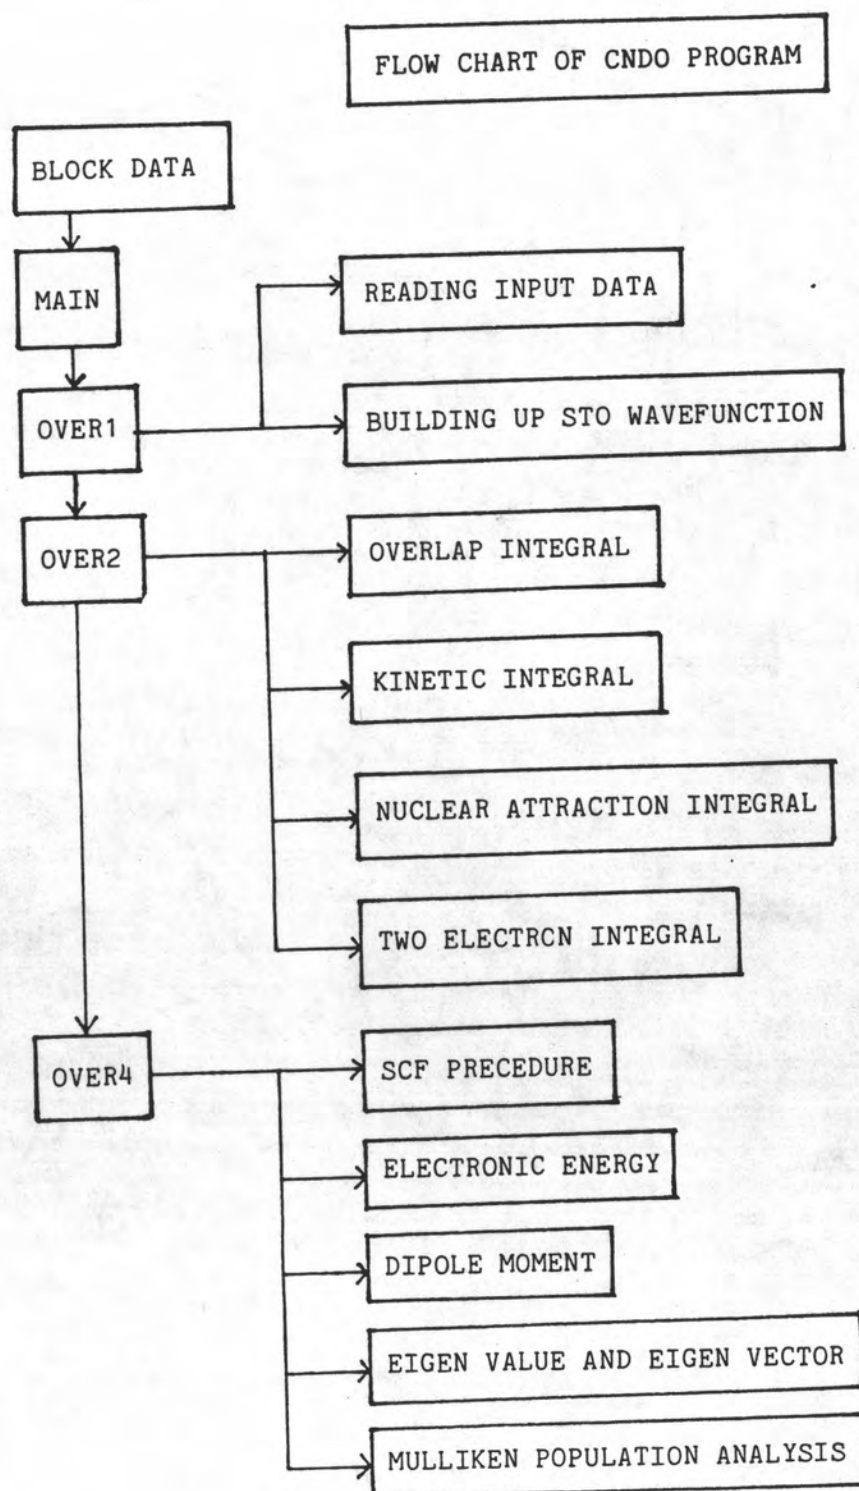 FLOW CHART OF CNDO PROGRAM
BLOCK DATA
MAIN
READING INPUT DATA
OVER1
BUILDING UP STO WAVEFUNCTION
OVER2
OVERLAP INTEGRAL
KINETIC INTEGRAL
NUCLEAR ATTRACTION INTEGRAL
TWO ELECTRCN INTEGRAL
OVER4
SCF PRECEDURE
ELECTRONIC ENERGY
DIPOLE MOMENT
EIGEN VALUE AND EIGEN VECTOR
MULLIKEN POPULATION ANALYSIS